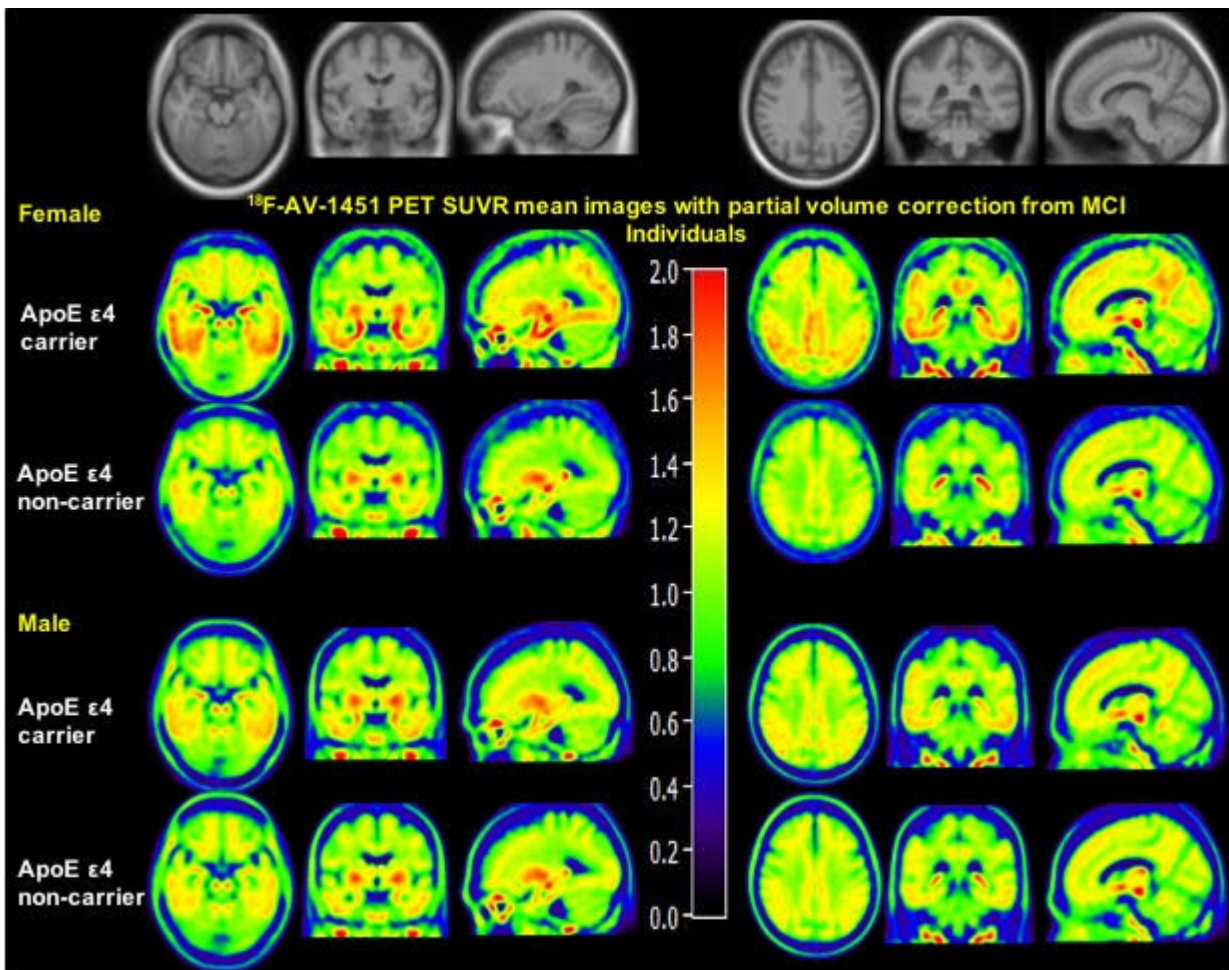 ¹⁸F-AV-1451 PET SUVR mean images with partial volume correction from MCI
Individuals
Female
ApoE ε4
carrier
ApoE ε4
non-carrier
Male
ApoE ε4
carrier
ApoE ε4
non-carrier
2.0
1.8
1.6
1.4
1.2
1.0
0.8
0.6
0.4
0.2
0.0